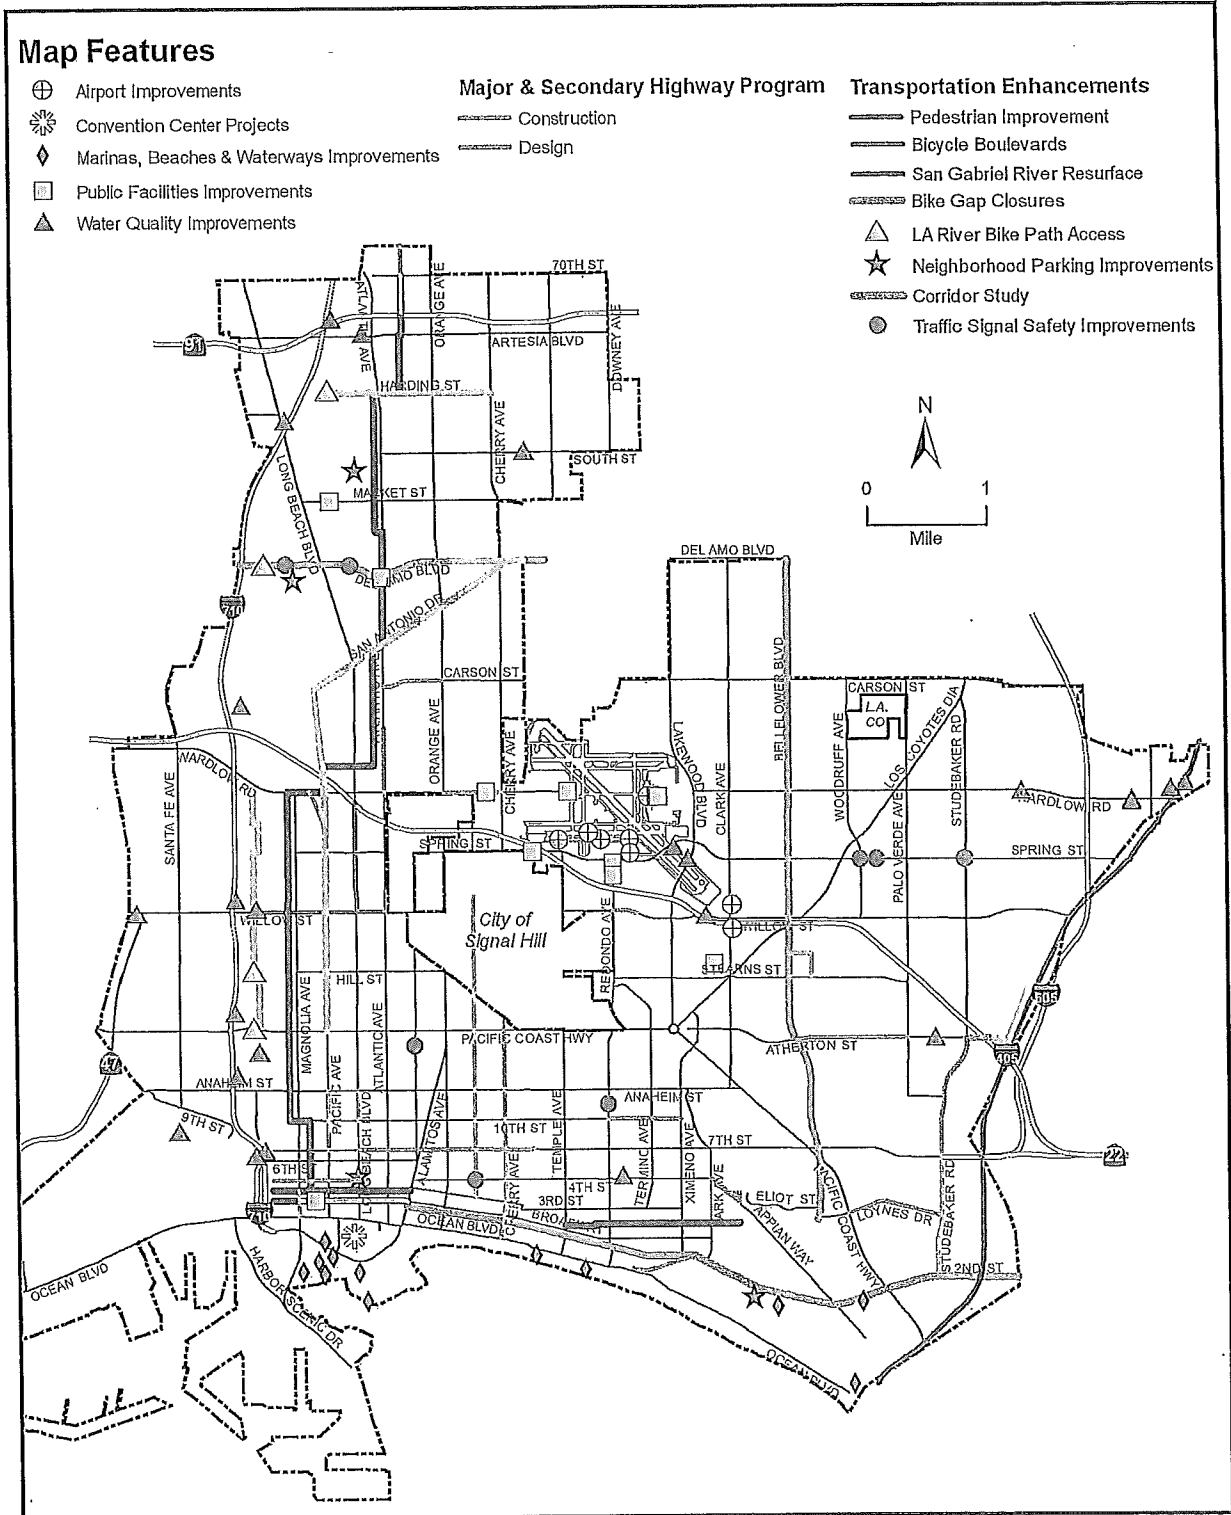 Map Features
Airport Improvements
Convention Center Projects
Marinas, Beaches & Waterways Improvements
Public Facilities Improvements
Water Quality Improvements
Major & Secondary Highway Program
Construction
Design
Transportation Enhancements
Pedestrian Improvement
Bicycle Boulevards
San Gabriel River Resurface
Bike Gap Closures
LA River Bike Path Access
Neighborhood Parking Improvements
Corridor Study
Traffic Signal Safety Improvements
N
0 1
Mile
70TH ST
ATLANTIC AVE
ORANGE AVE
DOWNEY AVE
91
ARTESIA BLVD
HARDING ST
CHERRY AVE
SOUTH ST
LONG BEACH BLVD
MARKET ST
DEL AMO BLVD
DEL AMO BLVD
SAN ANTONIO DR
CARSON ST
CARSON ST
L.A.
CO
BELLFLOWER BLVD
LOS COYOTES DIA
STUDEBAKER RD
WOODRUFF AVE
LAKEWOOD BLVD
CLARK AVE
ORANGE AVE
CHERRY AVE
WARDLOW RD
WARDLOW RD
SANTA FE AVE
PALO VERDE AVE
SPRING ST
SPRING ST
City of
Signal Hill
WILLOW ST
WILLOW ST
REDONDO AVE
STEARNS ST
HILL ST
605
MAGNOLIA AVE
ATLANTIC AVE
PACIFIC COAST HWY
ATHERTON ST
405
47
PACIFIC AVE
ANAHEIM ST
ANAHEIM ST
LONG BEACH BLVD
ALAMITOS AVE
9TH ST
10TH ST
TEMPLE AVE
TERMINO AVE
XIMENO AVE
7TH ST
22
6TH ST
4TH ST
CHERRY AVE
3RD ST
PARK AVE
ELIOT ST
PACIFIC COAST HWY
LOYNES DR
STUDEBAKER RD
OCEAN BLVD
APPIAN WAY
2ND ST
OCEAN BLVD
HARBOR SCENIC DR
OCEAN BLVD